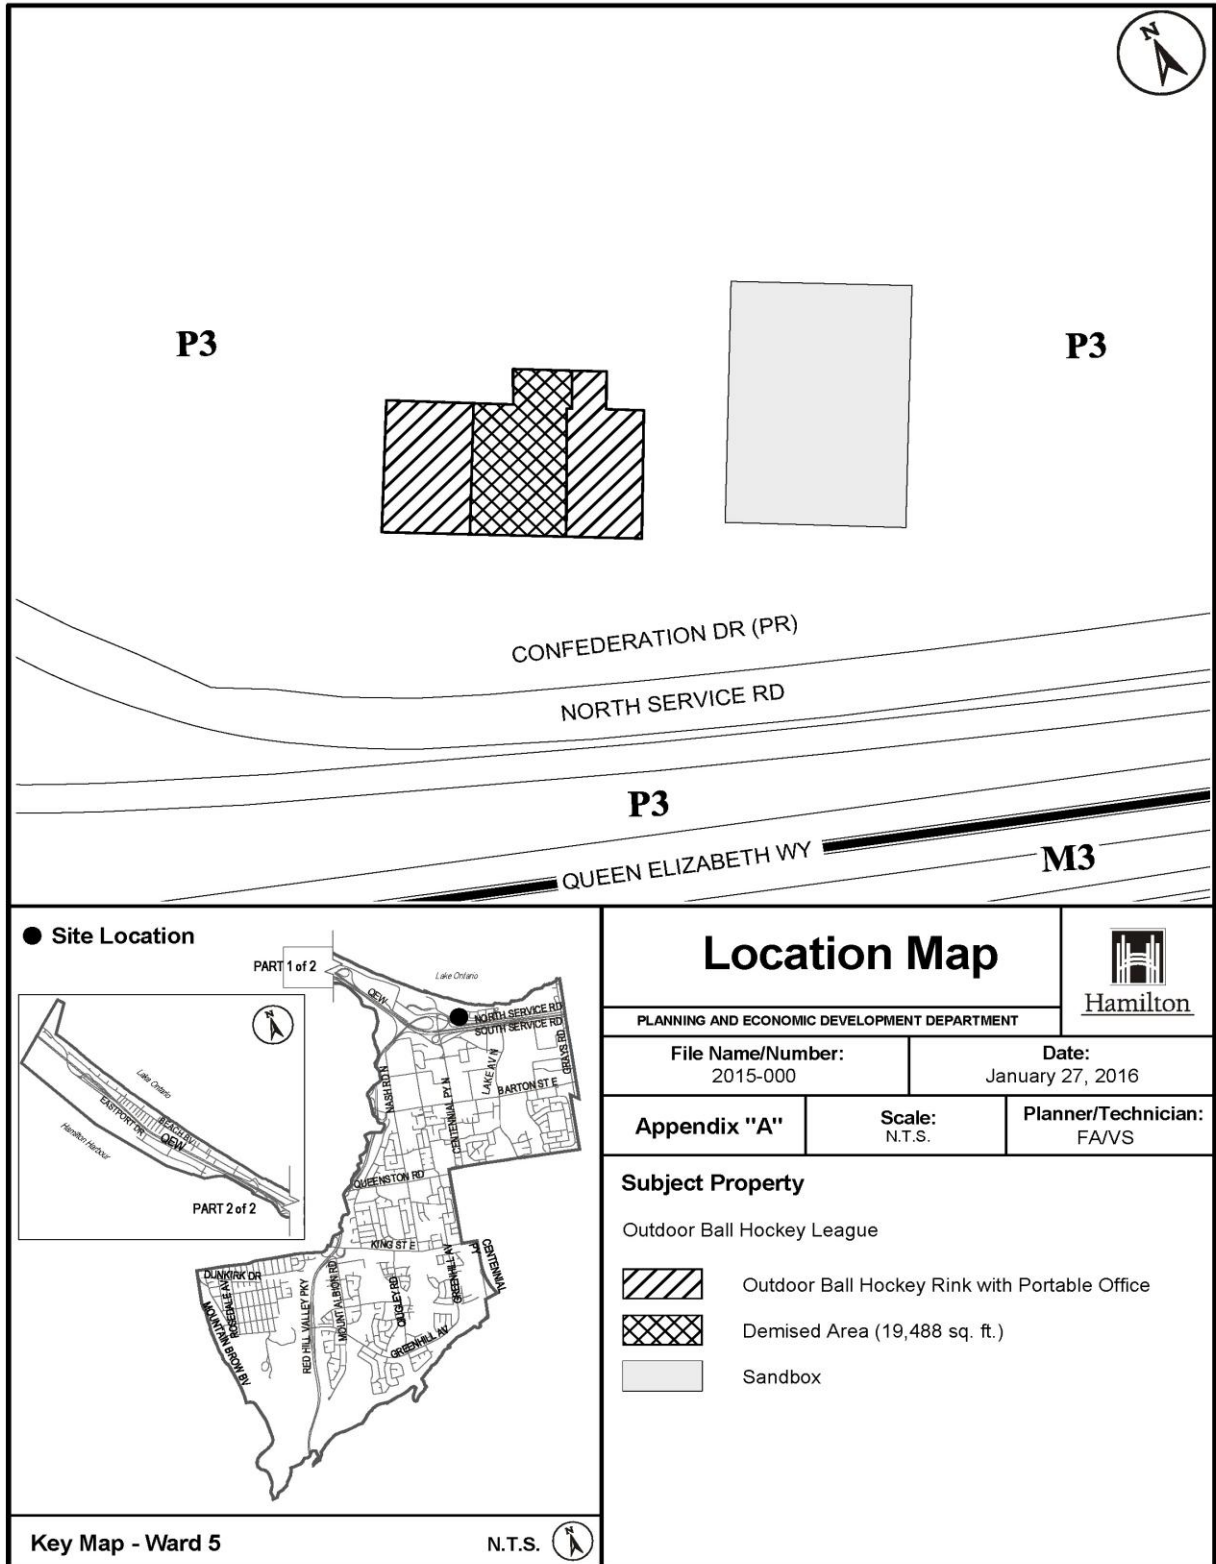 N
P3
P3
CONFEDERATION DR (PR)
NORTH SERVICE RD
P3
QUEEN ELIZABETH WY
M3
Site Location
PART 1 of 2
Lake Ontario
QEW
NORTH SERVICE RD
SOUTH SERVICE RD
NASH RD N
CENTENNIAL PY N
LAKE AV N
GRAYS RD
BARTON ST E
N
Lake Ontario
BEACH BV
EASTPORT DR
QEW
Hamilton Harbour
PART 2 of 2
QUEENSTON RD
KING ST E
CENTENNIAL
PY
DUNKIRK DR
ROSEDALE AV
MOUNTAIN BROW BV
RED HILL VALLEY PKY
MOUNT ALBION RD
QUIGLEY RD
GREENHILL AV
GREENHILL AV
Key Map - Ward 5
N.T.S.
N
Location Map
Hamilton
PLANNING AND ECONOMIC DEVELOPMENT DEPARTMENT
File Name/Number:
2015-000
Date:
January 27, 2016
Appendix "A"
Scale:
N.T.S.
Planner/Technician:
FA/VS
Subject Property
Outdoor Ball Hockey League
Outdoor Ball Hockey Rink with Portable Office
Demised Area (19,488 sq. ft.)
Sandbox